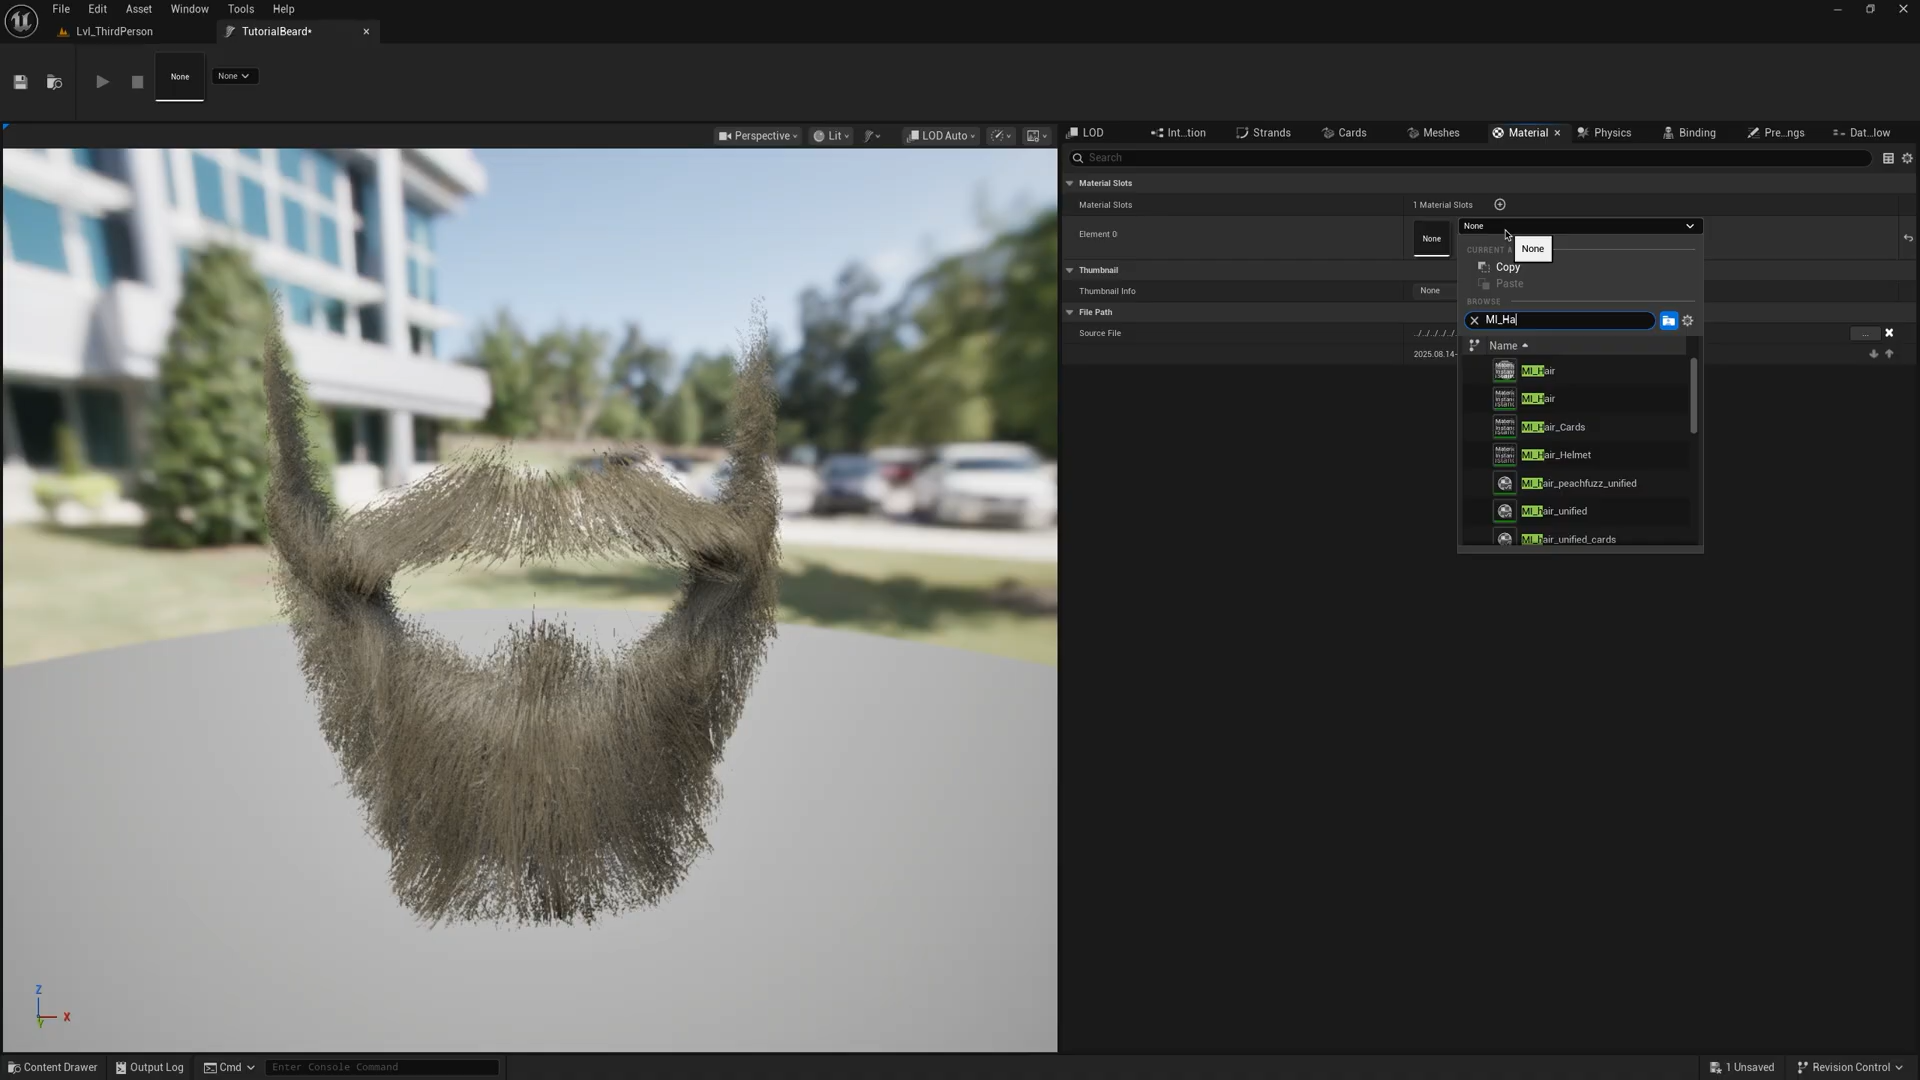 File Edit Asset Window Tools Help
Lvl_ThirdPerson TutorialBeard*
None None
Perspective Lit LOD Auto
LOD Int...tion Strands Cards Meshes Material Physics Binding Pre...ngs Dat...low
Search
Material Slots
Material Slots 1 Material Slots
Element 0 None None
None
CURRENT A
Copy
Paste
Thumbnail
Thumbnail Info None
BROWSE
File Path
MI_Ha
Source File ../../../../.. ...
Name
2025.08.14-
MI_Hair
MI_Hair
MI_Hair_Cards
MI_Hair_Helmet
MI_hair_peachfuzz_unified
MI_hair_unified
MI_hair_unified_cards
Z
X
Y
Content Drawer Output Log Cmd Enter Console Command 1 Unsaved Revision Control